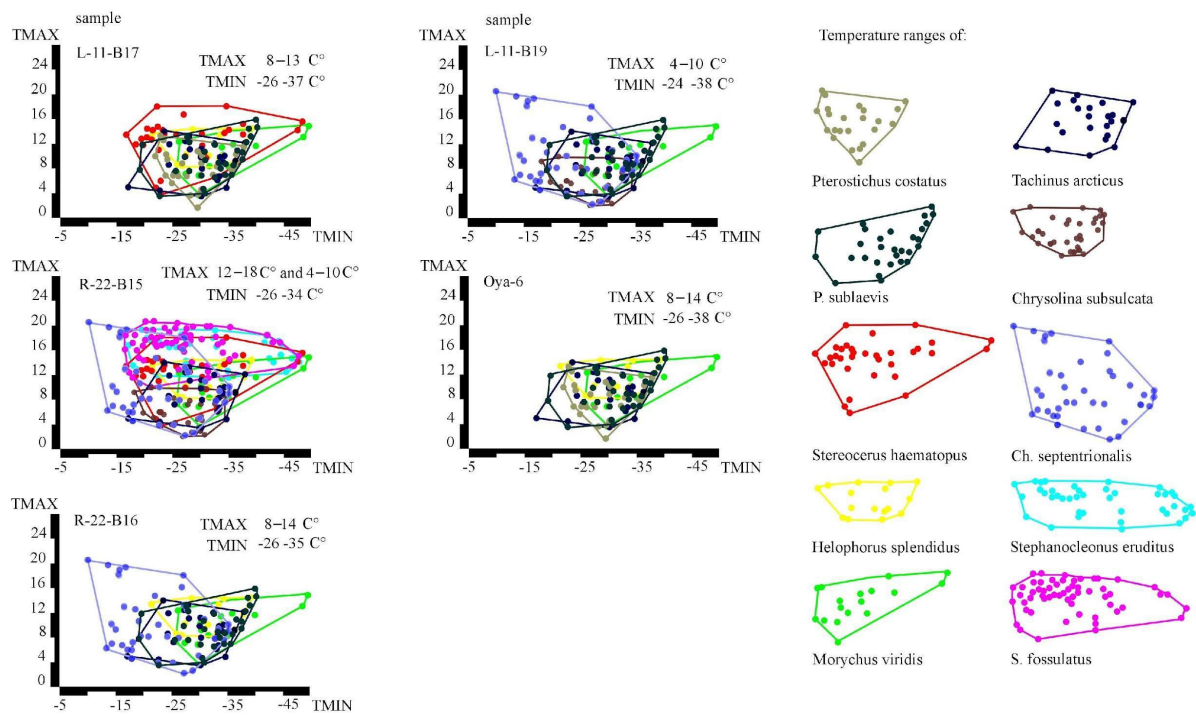 sample
TMAX
L-11-B17
TMAX 8–13 C°
TMIN -26 -37 C°
24
20
16
12
8
4
0
-5 -15 -25 -35 -45 TMIN
sample
TMAX
L-11-B19
TMAX 4–10 C°
TMIN -24 -38 C°
24
20
16
12
8
4
0
-5 -15 -25 -35 -45 TMIN
TMAX
R-22-B15
TMAX 12–18 C° and 4–10 C°
TMIN -26 -34 C°
24
20
16
12
8
4
0
-5 -15 -25 -35 -45 TMIN
TMAX
Oya-6
TMAX 8–14 C°
TMIN -26 -38 C°
24
20
16
12
8
4
0
-5 -15 -25 -35 -45 TMIN
TMAX
R-22-B16
TMAX 8–14 C°
TMIN -26 -35 C°
24
20
16
12
8
4
0
-5 -15 -25 -35 -45 TMIN
Temperature ranges of:
Pterostichus costatus
Tachinus arcticus
P. sublaevis
Chrysolina subsulcata
Stereocerus haematopus
Ch. septentrionalis
Helophorus splendidus
Stephanocleonus eruditus
Morychus viridis
S. fossulatus